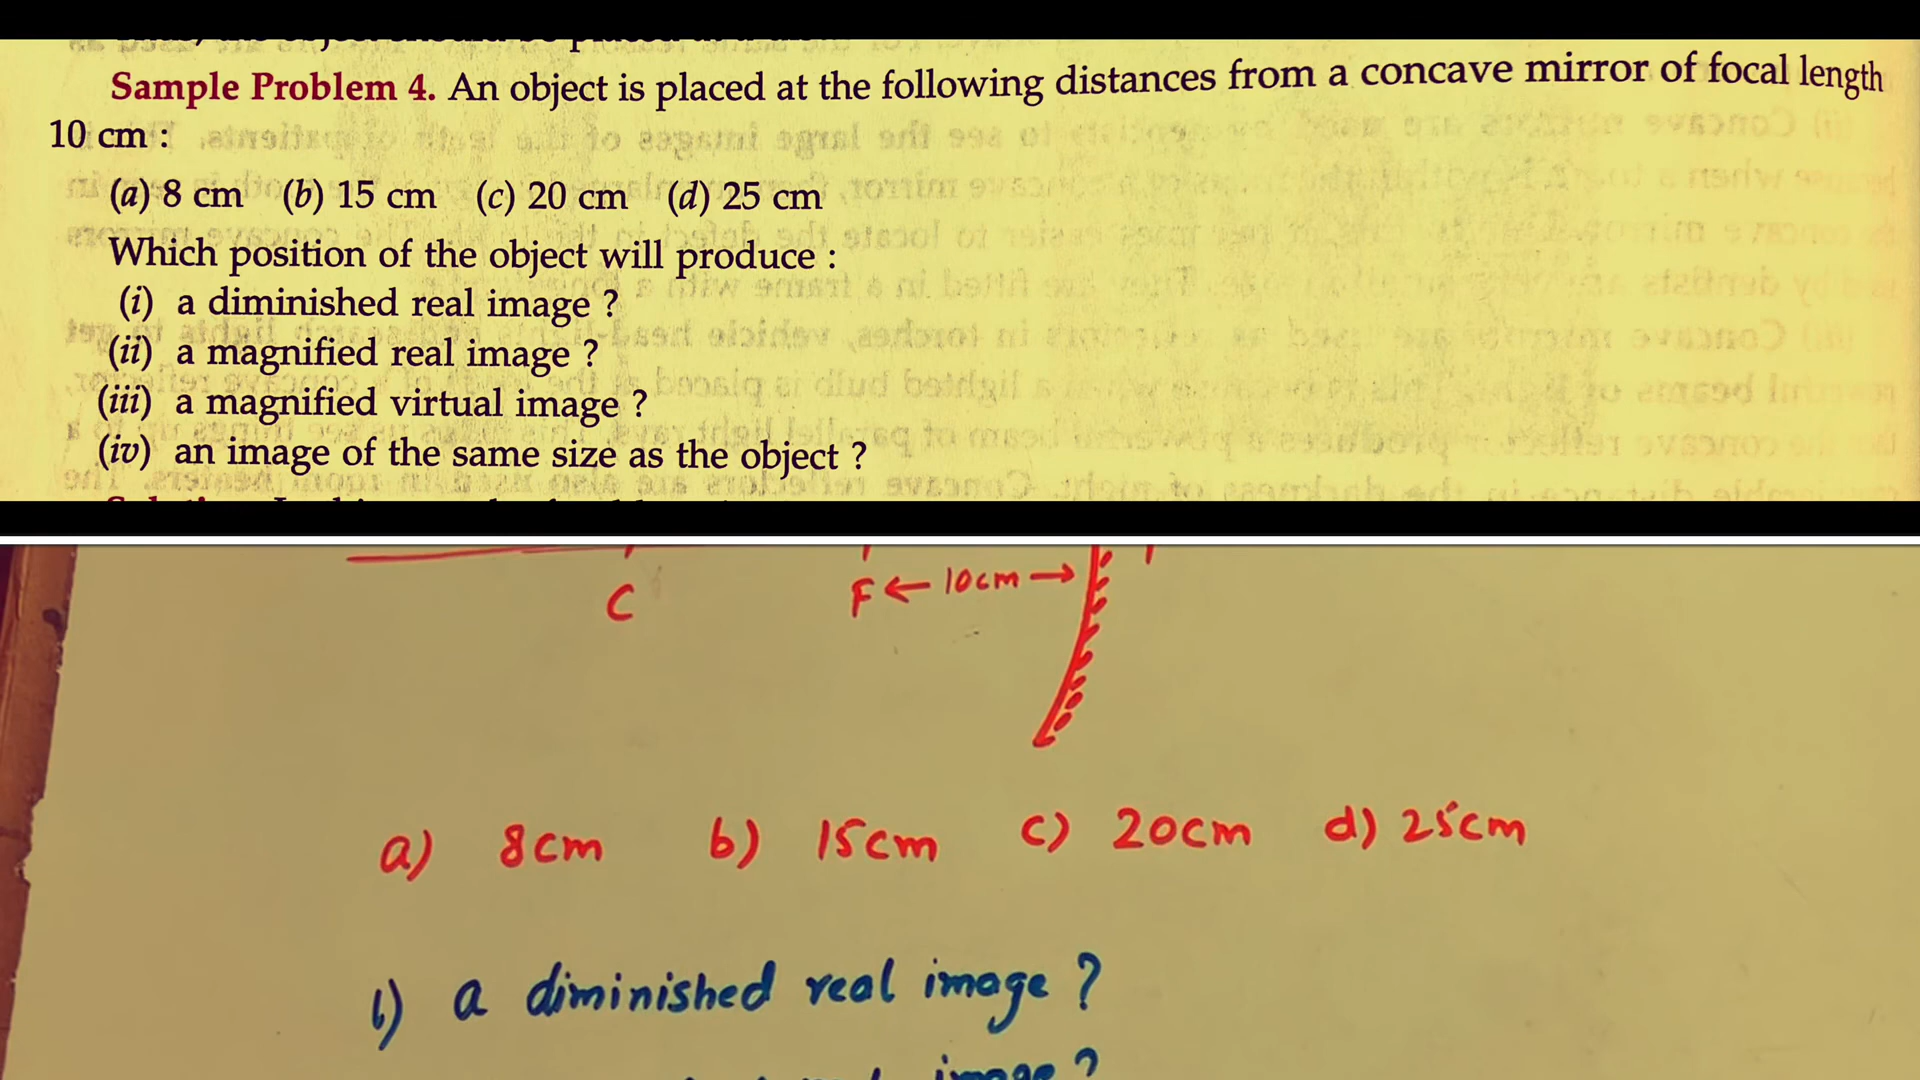 Sample Problem 4. An object is placed at the following distances from a concave mirror of focal length
10 cm :
(a) 8 cm (b) 15 cm (c) 20 cm (d) 25 cm
Which position of the object will produce :
(i) a diminished real image ?
(ii) a magnified real image ?
(iii) a magnified virtual image ?
(iv) an image of the same size as the object ?
C F ← 10cm →
a) 8cm b) 15cm c) 20cm d) 25cm
1) a diminished real image ?
image ?